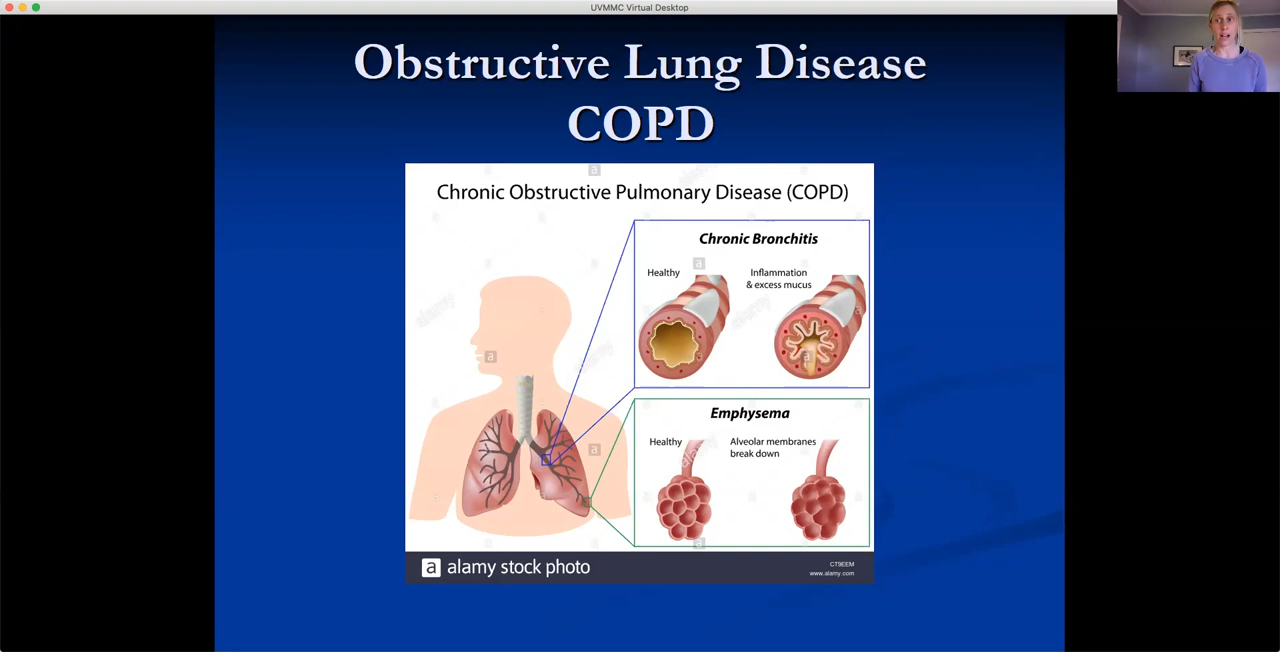 UVMMC Virtual Desktop
Obstructive Lung Disease
COPD
Chronic Obstructive Pulmonary Disease (COPD)
Chronic Bronchitis
Healthy
Inflammation
& excess mucus
Emphysema
Healthy
Alveolar membranes
break down
a alamy stock photo
CT9EEM
www.alamy.com